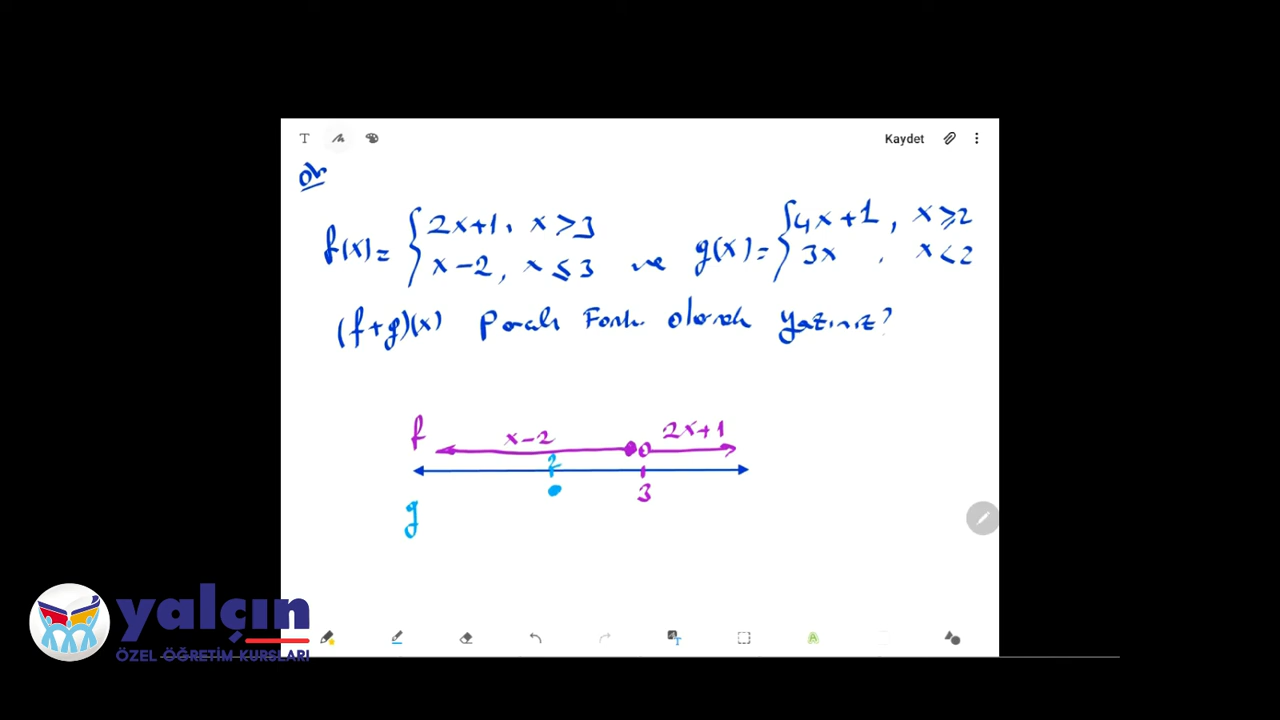 T Kaydet
ör
f(x)= { 2x+1, x>3
x-2, x≤3 ve g(x)= { 4x+1, x≥2
3x, x<2
(f+g)(x) Parçalı Fonk. olarak yazınız?
f x-2 2x+1
2
3
g
yalçın
ÖZEL ÖĞRETİM KURSLARI